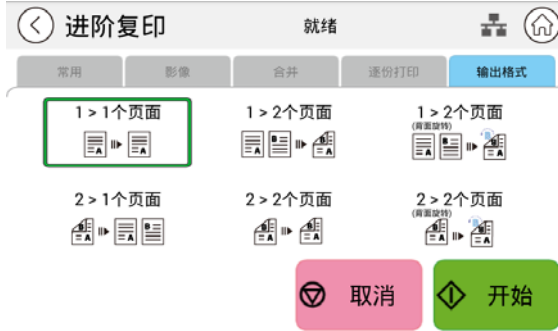 进阶复印 就绪
常用 影像 合并 逐份打印 输出格式
1 > 1个页面 1 > 2个页面 1 > 2个页面
(背面旋转)
2 > 1个页面 2 > 2个页面 2 > 2个页面
(背面旋转)
取消 开始